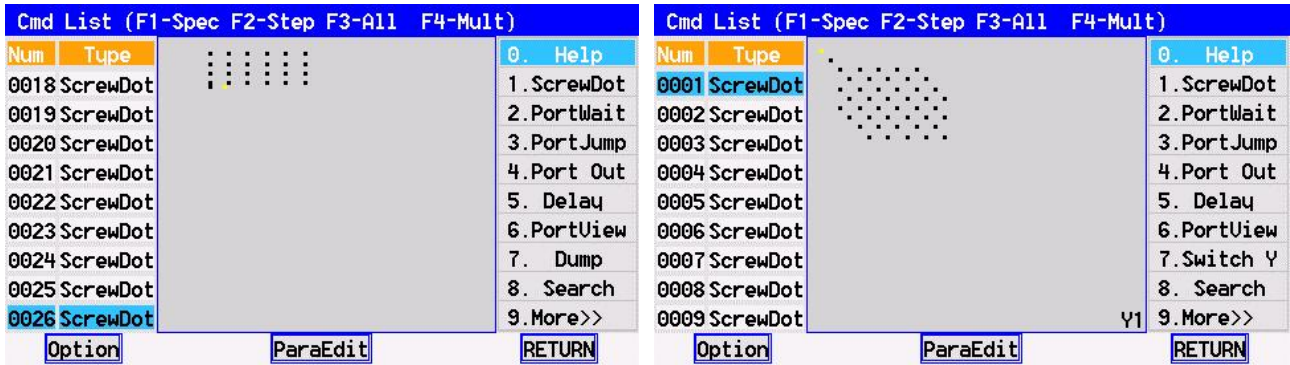 Cmd List (F1-Spec F2-Step F3-All F4-Mult)
Num Type
0018 ScrewDot
0019 ScrewDot
0020 ScrewDot
0021 ScrewDot
0022 ScrewDot
0023 ScrewDot
0024 ScrewDot
0025 ScrewDot
0026 ScrewDot
0. Help
1.ScrewDot
2.PortWait
3.PortJump
4.Port Out
5. Delay
6.PortView
7. Dump
8. Search
9.More>>
Option ParaEdit RETURN
Cmd List (F1-Spec F2-Step F3-All F4-Mult)
Num Type
0001 ScrewDot
0002 ScrewDot
0003 ScrewDot
0004 ScrewDot
0005 ScrewDot
0006 ScrewDot
0007 ScrewDot
0008 ScrewDot
0009 ScrewDot
Y1
0. Help
1.ScrewDot
2.PortWait
3.PortJump
4.Port Out
5. Delay
6.PortView
7.Switch Y
8. Search
9.More>>
Option ParaEdit RETURN